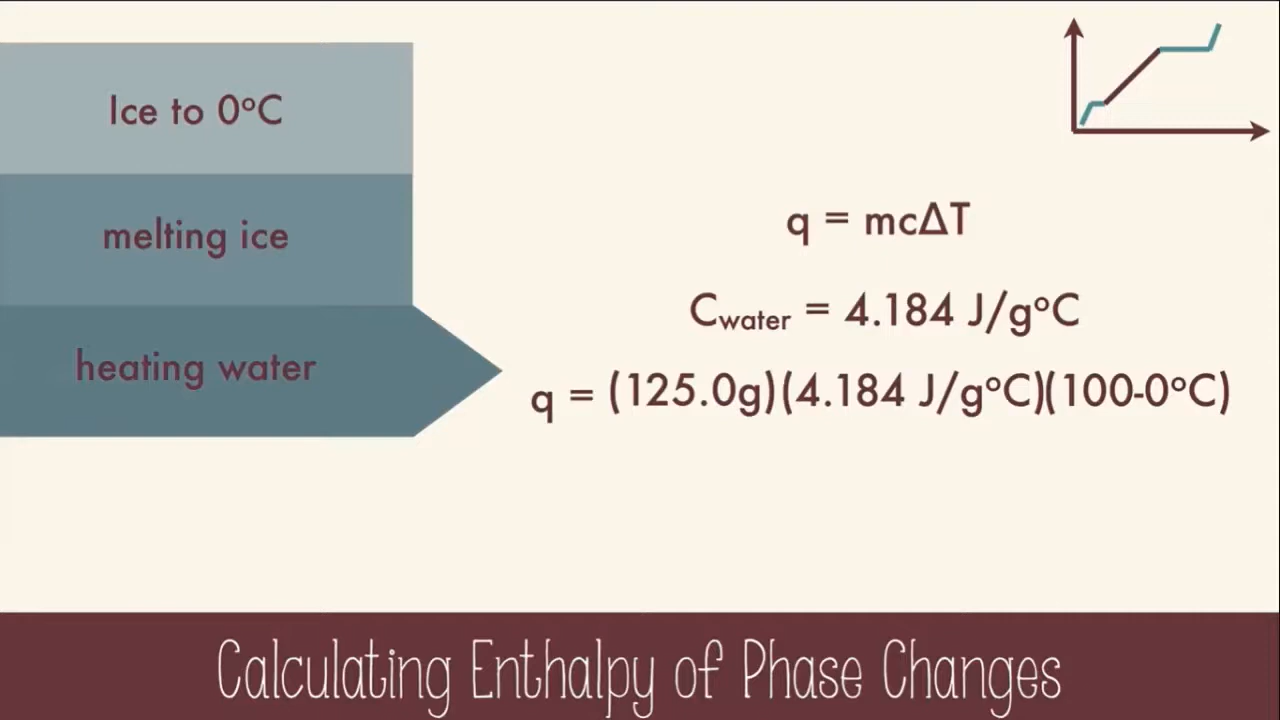 Ice to 0°C
melting ice
heating water
q = mcΔT
Cwater = 4.184 J/g°C
q = (125.0g)(4.184 J/g°C)(100-0°C)
Calculating Enthalpy of Phase Changes